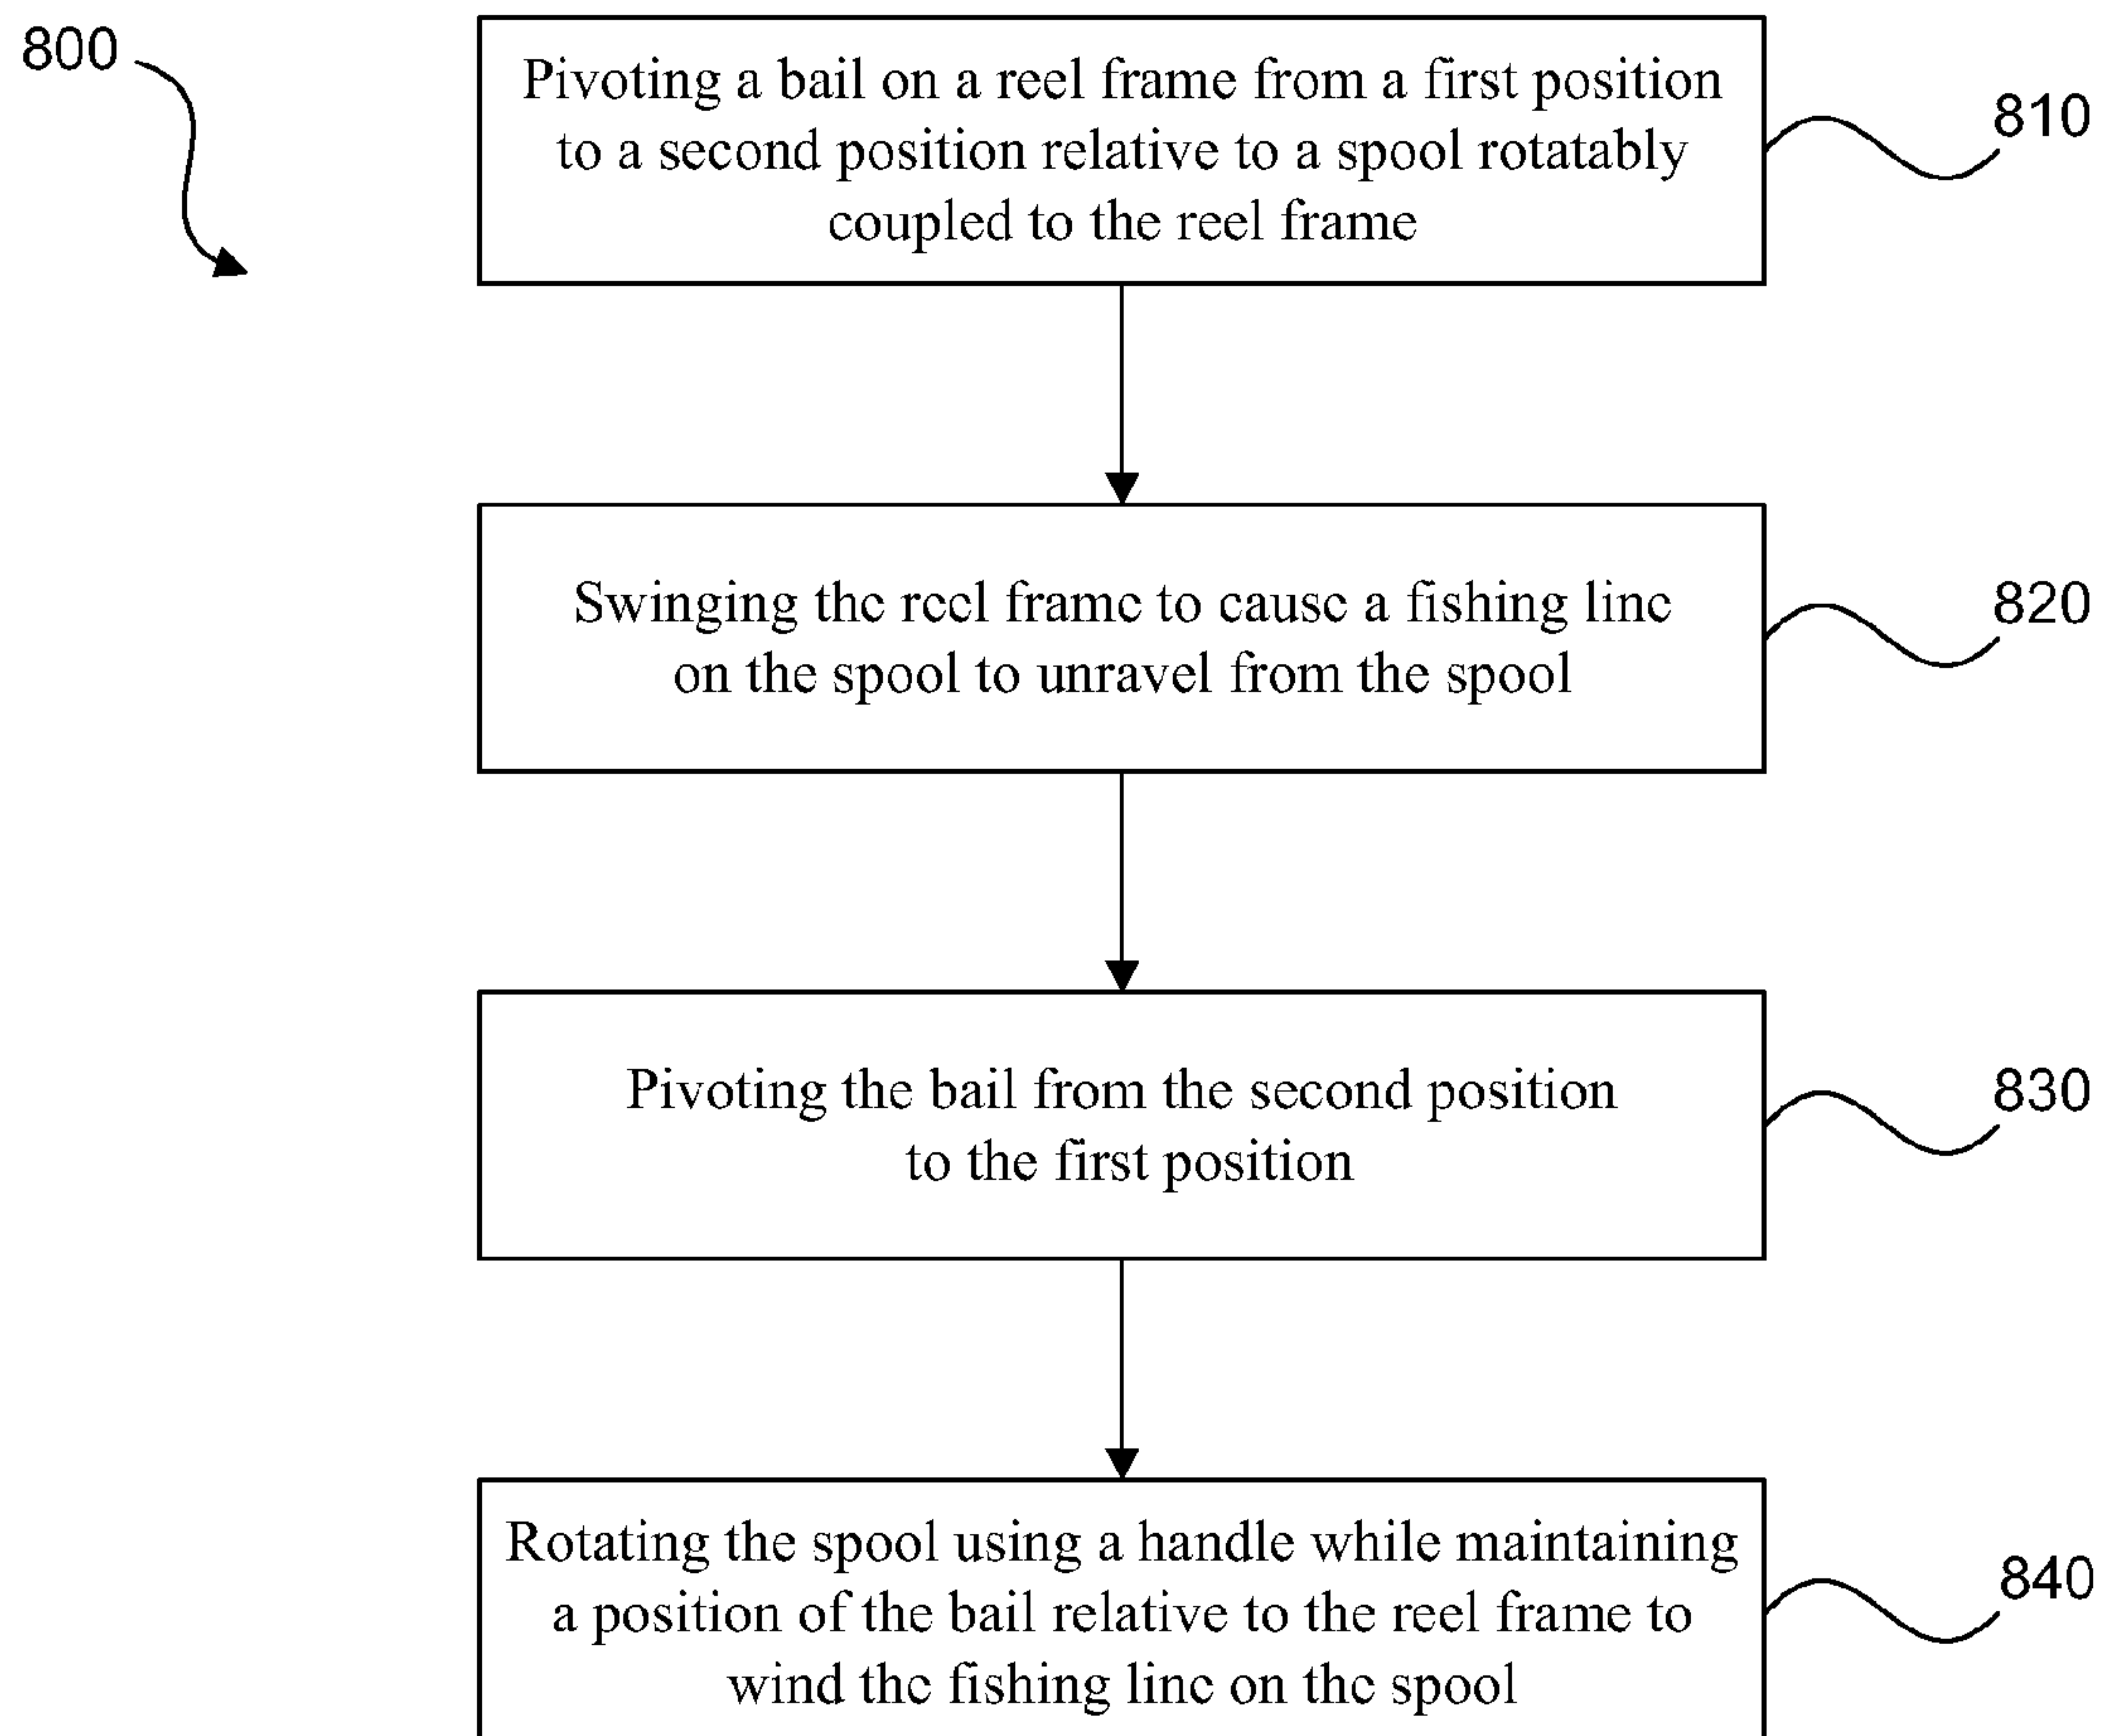 800
Pivoting a bail on a reel frame from a first position
to a second position relative to a spool rotatably
coupled to the reel frame
810
Swinging the reel frame to cause a fishing line
on the spool to unravel from the spool
820
Pivoting the bail from the second position
to the first position
830
Rotating the spool using a handle while maintaining
a position of the bail relative to the reel frame to
wind the fishing line on the spool
840